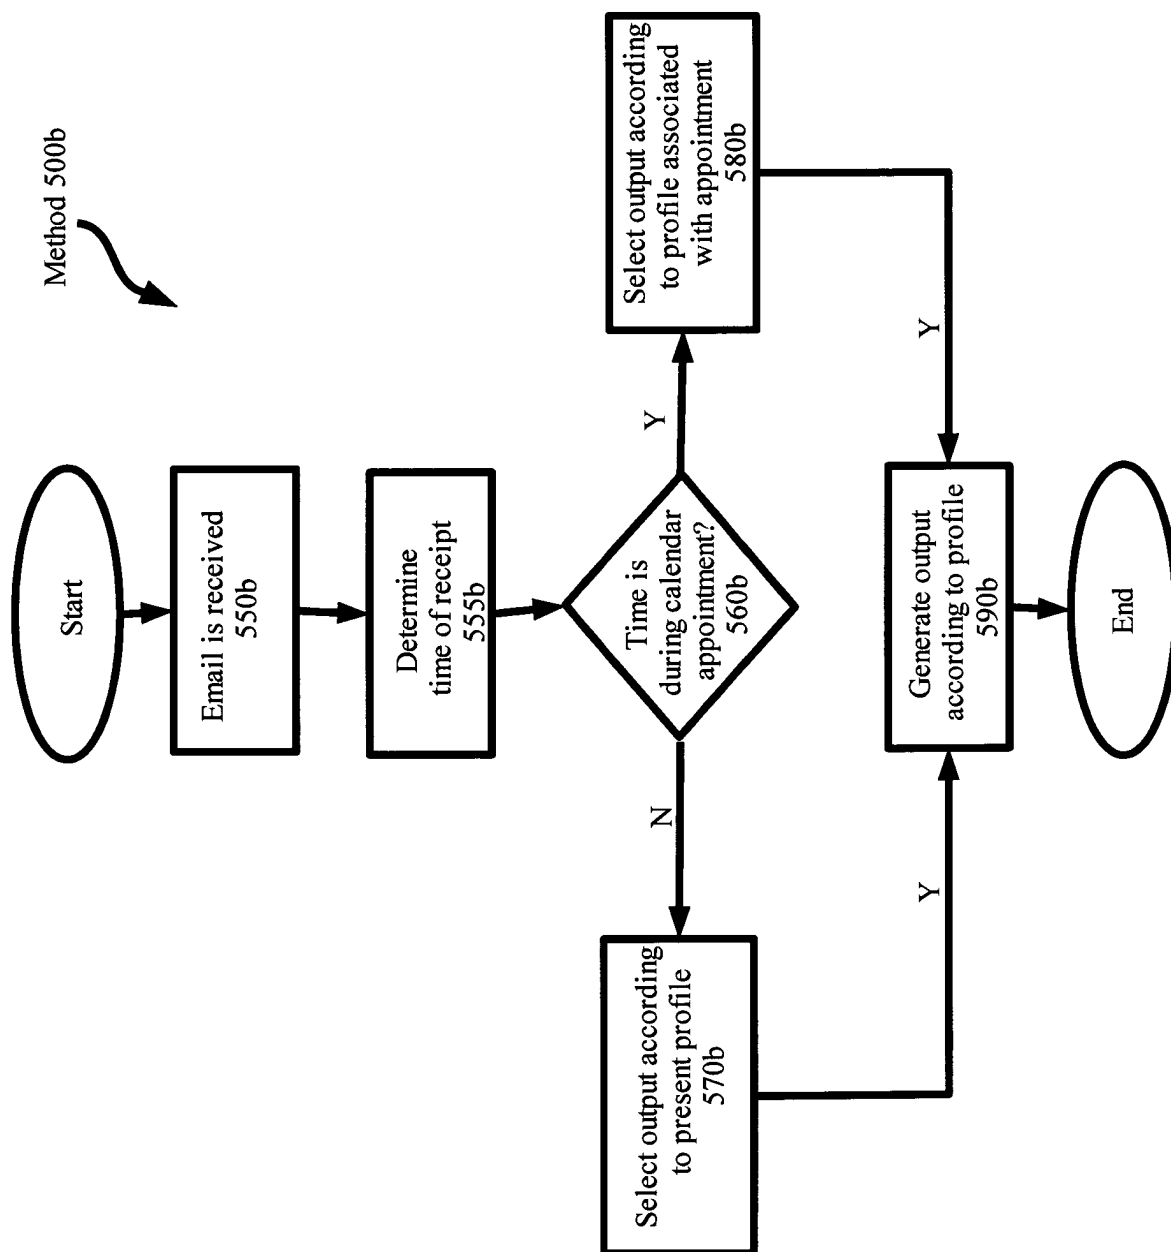 Method 500b
Start
Email is received
550b
Determine
time of receipt
555b
Time is
during calendar
appointment?
560b
N
Y
Select output according
to present profile
570b
Select output according
to profile associated
with appointment
580b
Y
Y
Generate output
according to profile
590b
End